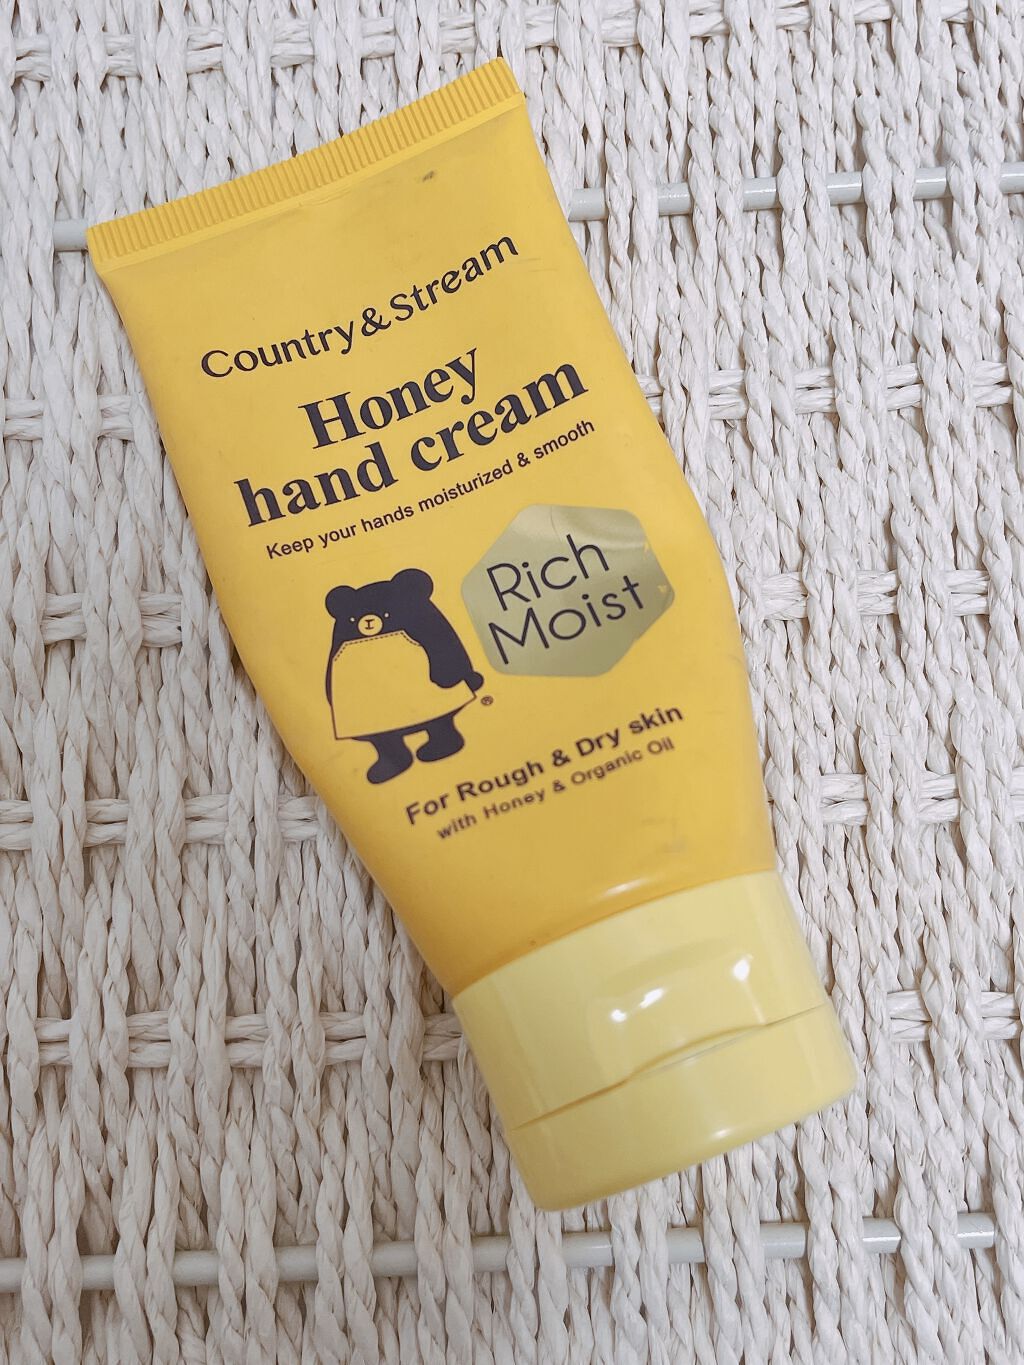 Country & Stream
Honey
hand cream
Keep your hands moisturized & smooth
Rich
Moist
®
For Rough & Dry skin
with Honey & Organic Oil